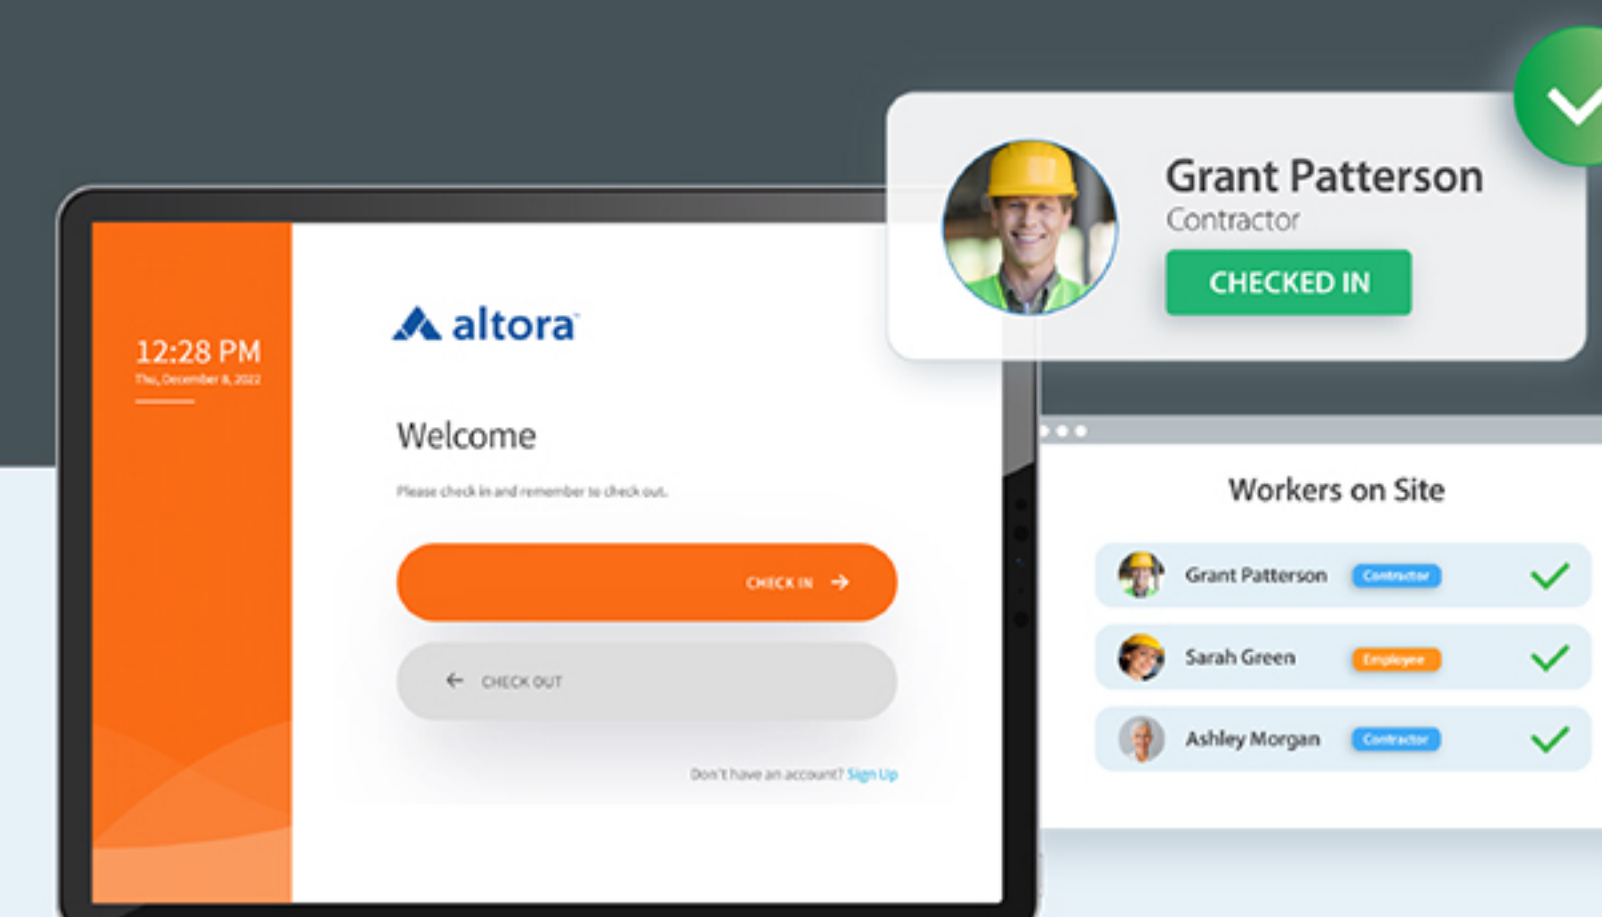 12:28 PM
Thu, December 8, 2022
altora
Welcome
Please check in and remember to check out.
CHECK IN
CHECK OUT
Don't have an account? Sign Up
Grant Patterson
Contractor
CHECKED IN
Workers on Site
Grant Patterson Contractor
Sarah Green Employee
Ashley Morgan Contractor